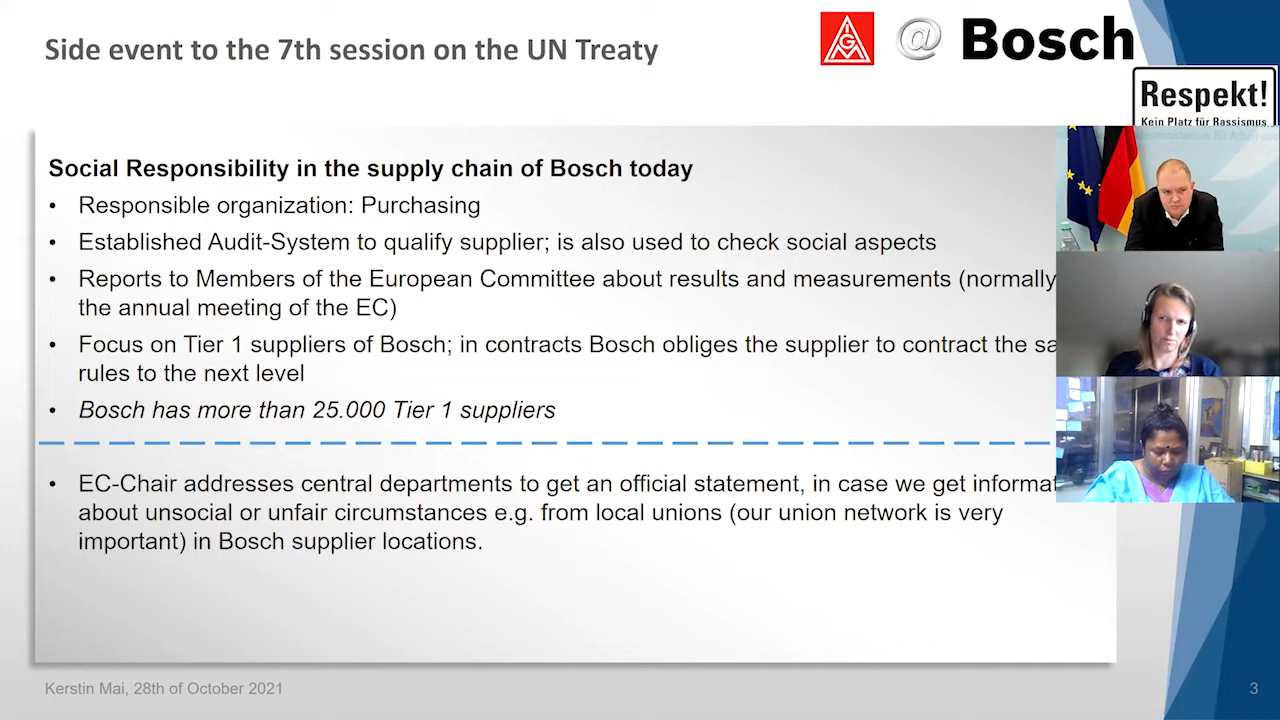 Side event to the 7th session on the UN Treaty
IGM @ Bosch
Respekt!
Kein Platz für Rassismus.
Social Responsibility in the supply chain of Bosch today
• Responsible organization: Purchasing
• Established Audit-System to qualify supplier; is also used to check social aspects
• Reports to Members of the European Committee about results and measurements (normally
the annual meeting of the EC)
• Focus on Tier 1 suppliers of Bosch; in contracts Bosch obliges the supplier to contract the sa
rules to the next level
• Bosch has more than 25.000 Tier 1 suppliers
• EC-Chair addresses central departments to get an official statement, in case we get informat
about unsocial or unfair circumstances e.g. from local unions (our union network is very
important) in Bosch supplier locations.
Kerstin Mai, 28th of October 2021
3